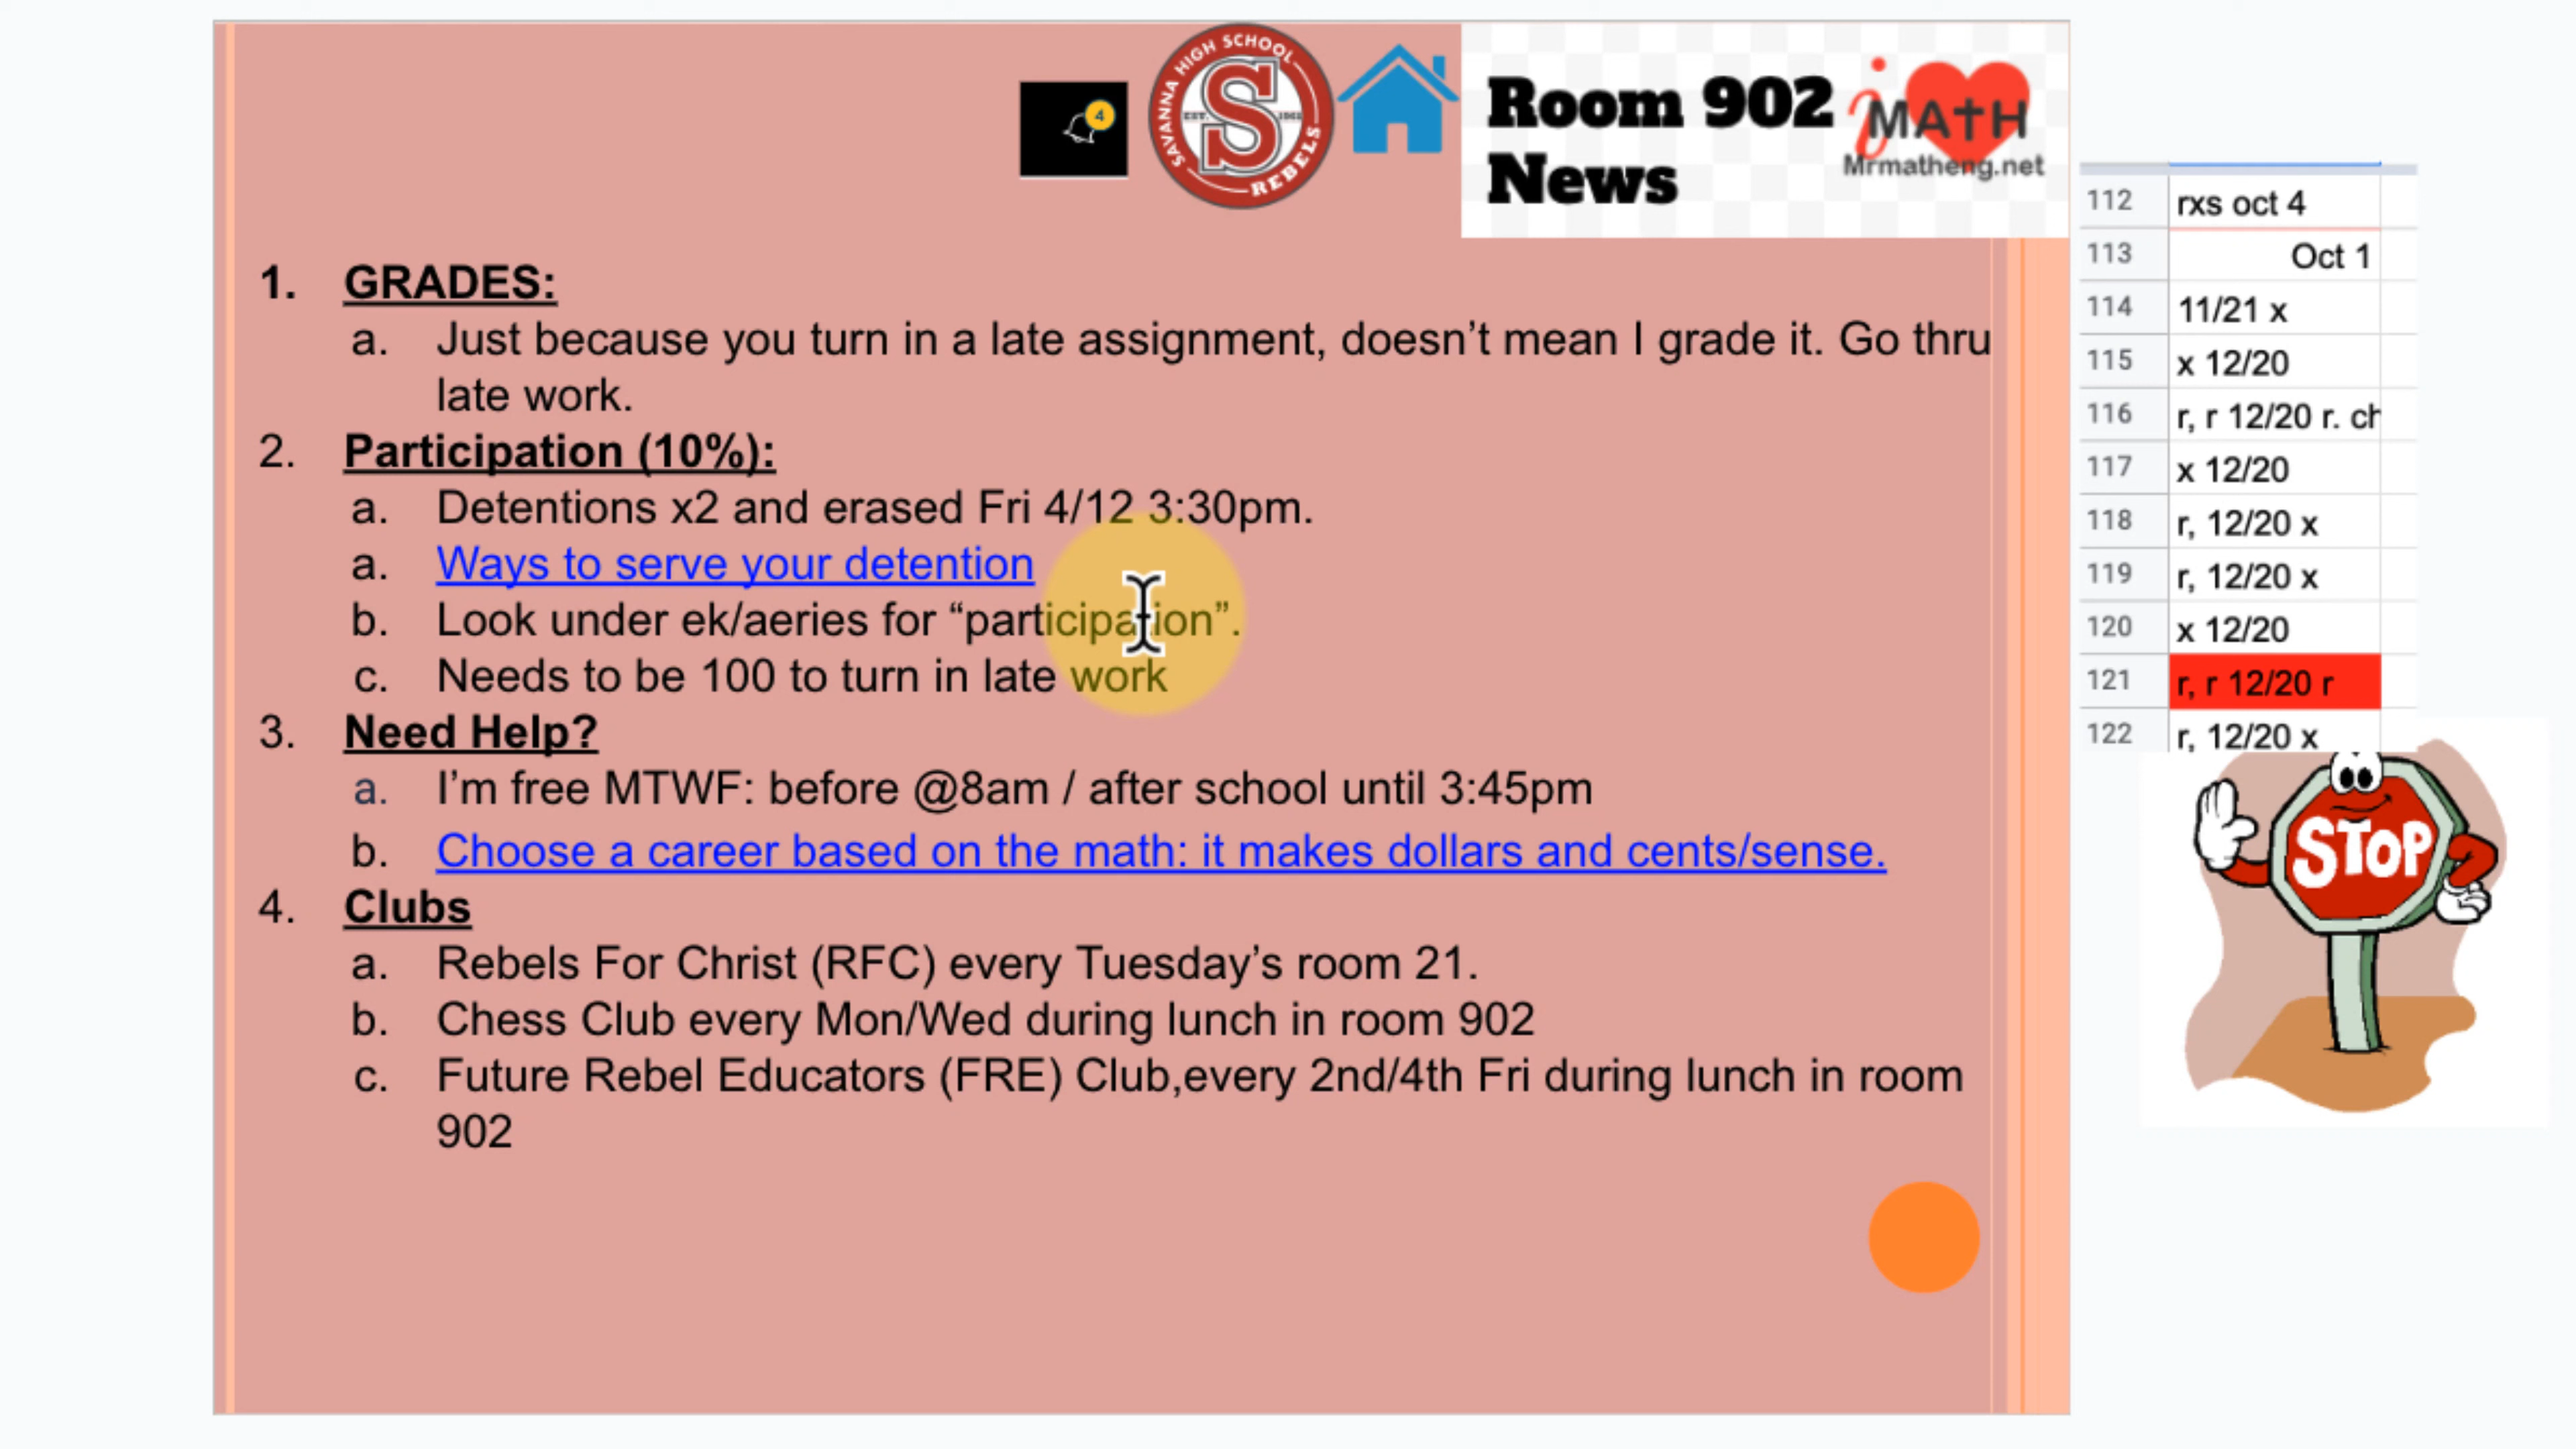 4
SAVANNA HIGH SCHOOL
EST. 1961
S
REBELS
Room 902
News
i MATH
Mrmatheng.net
1. GRADES:
a. Just because you turn in a late assignment, doesn’t mean I grade it. Go thru
late work.
2. Participation (10%):
a. Detentions x2 and erased Fri 4/12 3:30pm.
a. Ways to serve your detention
b. Look under ek/aeries for “participation”.
c. Needs to be 100 to turn in late work
3. Need Help?
a. I’m free MTWF: before @8am / after school until 3:45pm
b. Choose a career based on the math: it makes dollars and cents/sense.
4. Clubs
a. Rebels For Christ (RFC) every Tuesday’s room 21.
b. Chess Club every Mon/Wed during lunch in room 902
c. Future Rebel Educators (FRE) Club,every 2nd/4th Fri during lunch in room
902
112 rxs oct 4
113 Oct 1
114 11/21 x
115 x 12/20
116 r, r 12/20 r. ch
117 x 12/20
118 r, 12/20 x
119 r, 12/20 x
120 x 12/20
121 r, r 12/20 r
122 r, 12/20 x
STOP